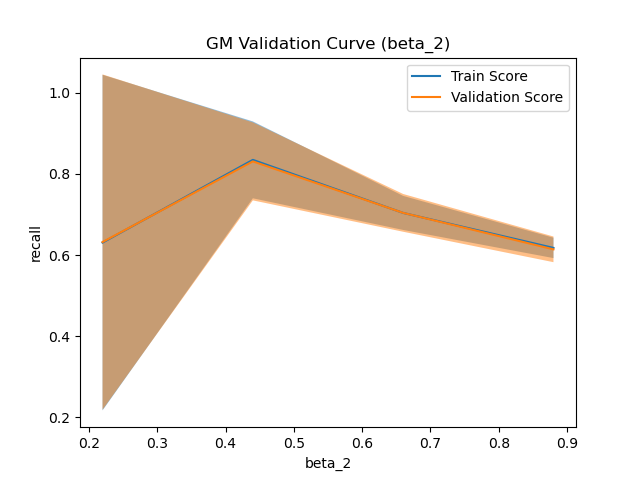 GM Validation Curve (beta_2)
Train Score
Validation Score
recall
1.0
0.8
0.6
0.4
0.2
0.2 0.3 0.4 0.5 0.6 0.7 0.8 0.9
beta_2